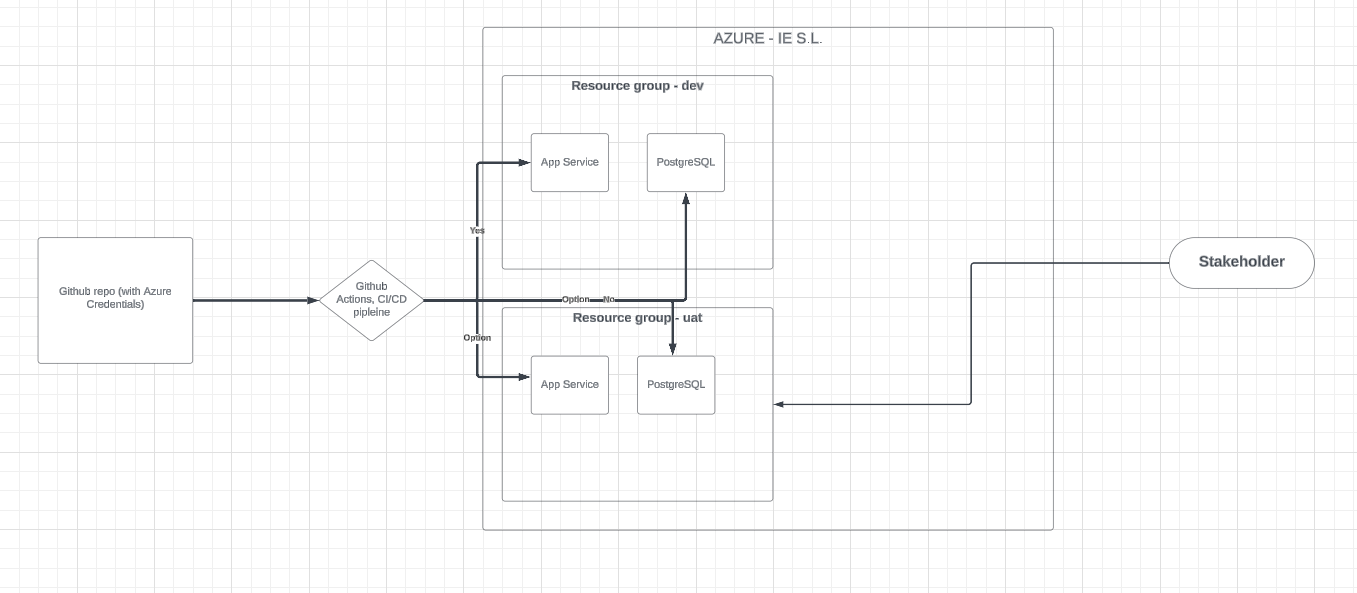 AZURE - IE S.L.
Resource group - dev
App Service
PostgreSQL
Yes
Github repo (with Azure
Credentials)
Github
Actions, CI/CD
pipleine
Option
No
Stakeholder
Resource group - uat
Option
App Service
PostgreSQL